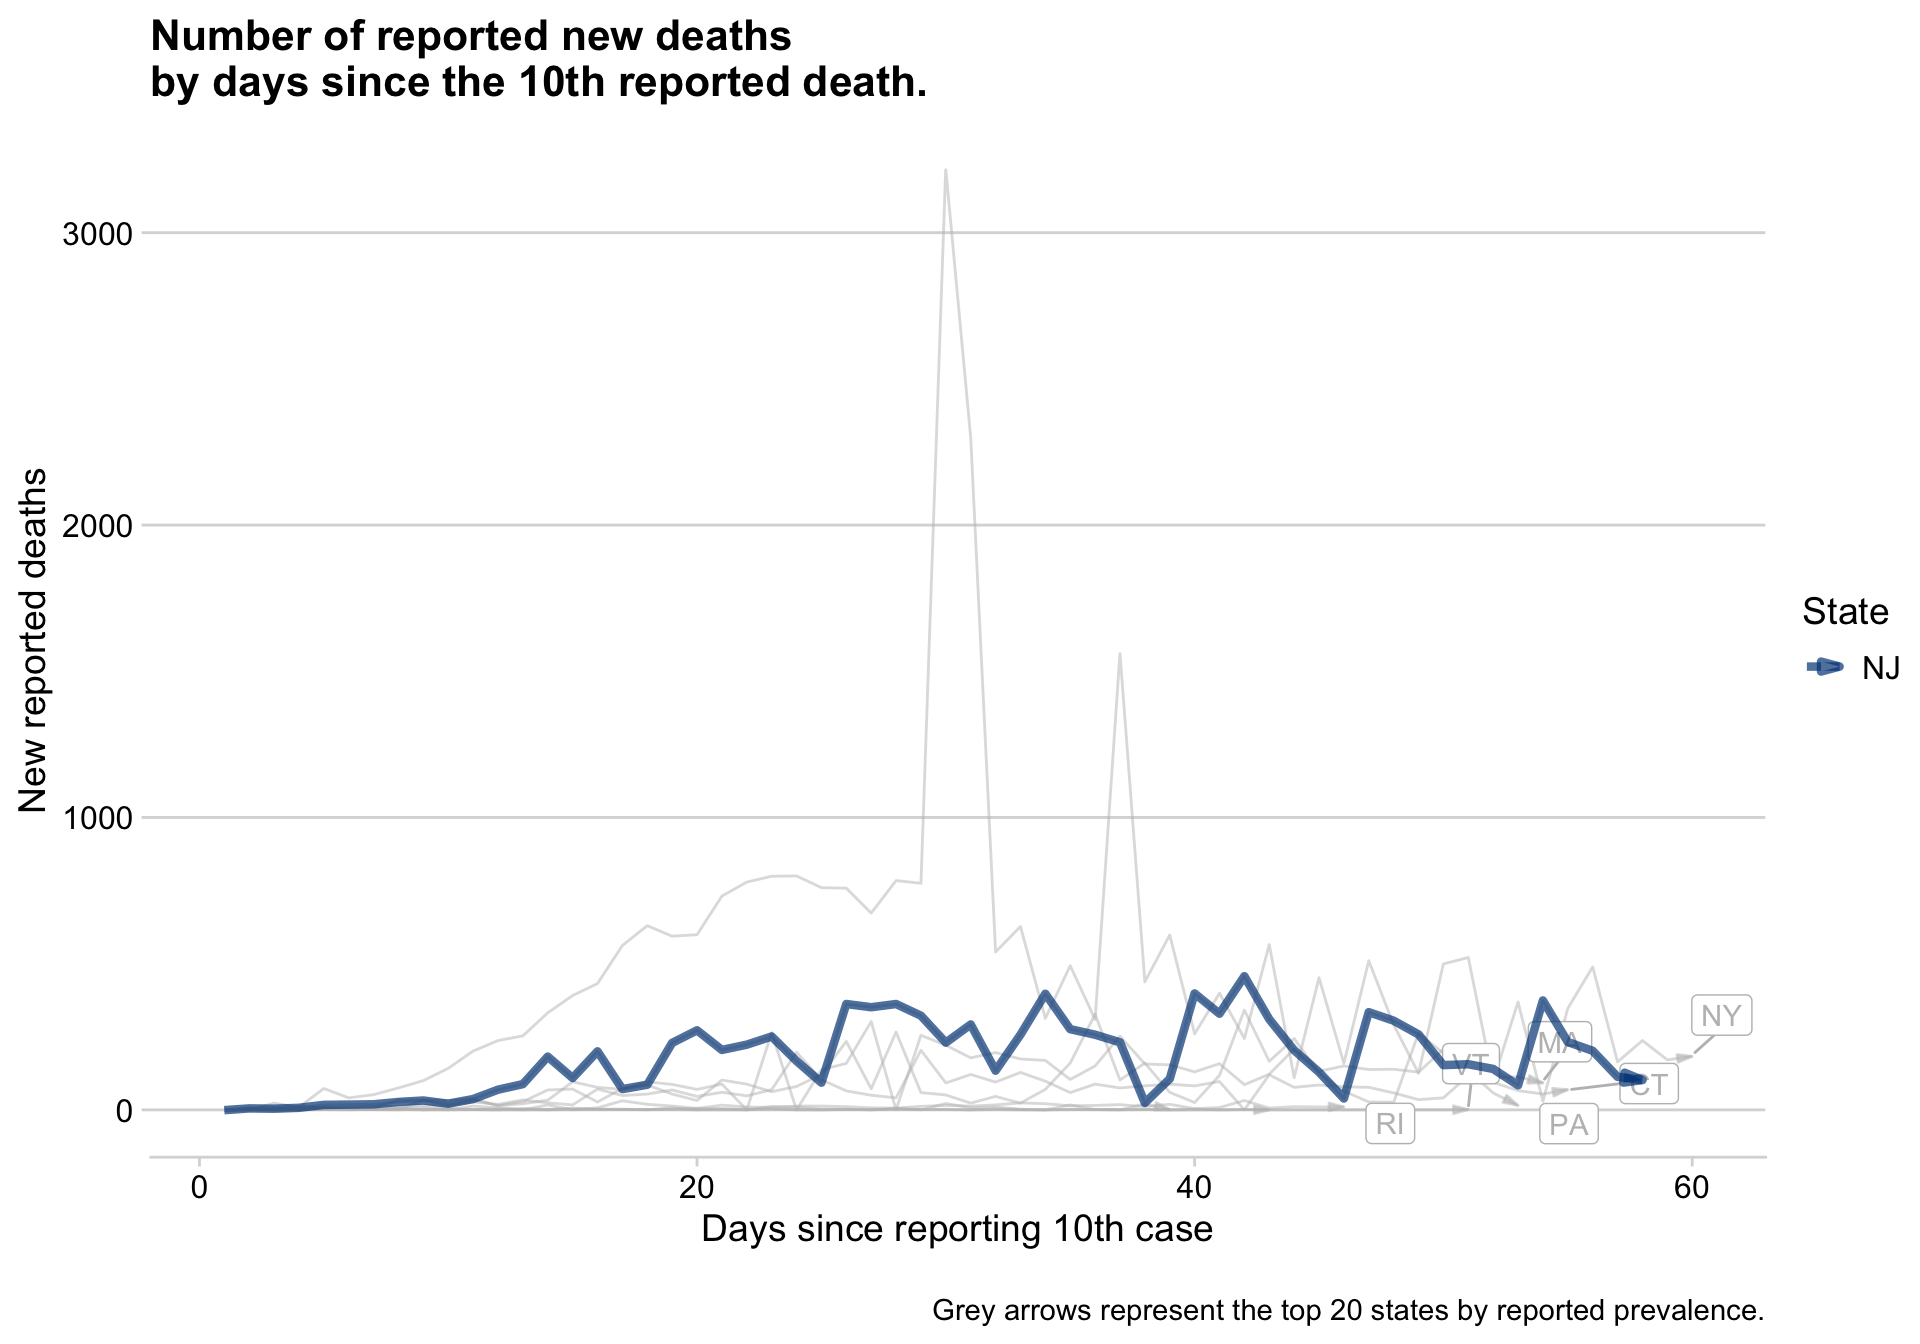 Number of reported new deaths
by days since the 10th reported death.
3000
2000
1000
0
New reported deaths
NY
MA
VT
CT
RI
PA
State
NJ
0 20 40 60
Days since reporting 10th case
Grey arrows represent the top 20 states by reported prevalence.